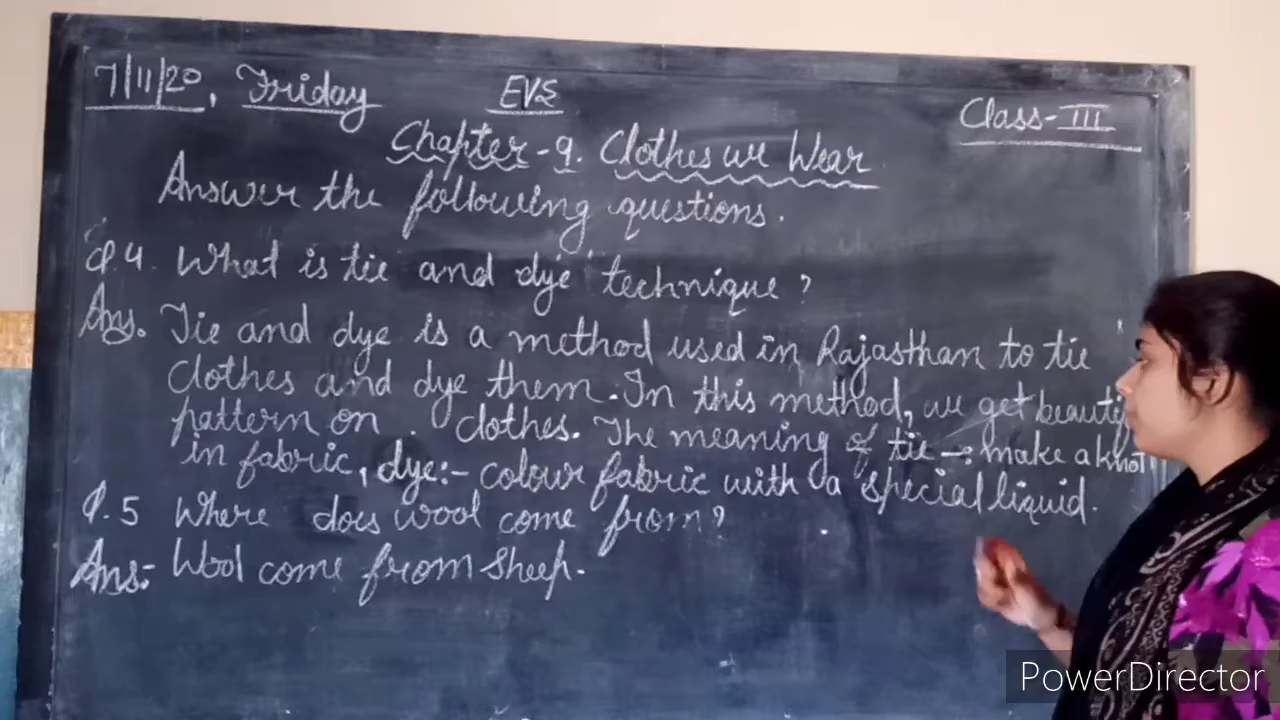 7/11/20, Friday EVS Class-III
Chapter-9. Clothes we Wear
Answer the following questions.
Q.4. What is tie and dye technique?
Ans. Tie and dye is a method used in Rajasthan to tie
clothes and dye them. In this method, we get beauti
pattern on clothes. The meaning of tie -: make a knot
in fabric, dye:- colour fabric with a special liquid.
Q.5 Where does wool come from?
Ans:- Wool come from sheep.
PowerDirector